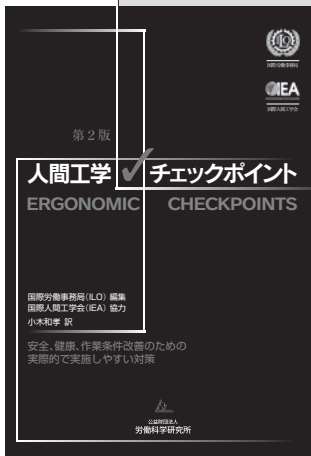 国際労働事務局
IEA
国際人間工学会
第2版
人間工学 チェックポイント
ERGONOMIC CHECKPOINTS
国際労働事務局(ILO) 編集
国際人間工学会(IEA) 協力
小木和孝 訳
安全、健康、作業条件改善のための
実際的で実施しやすい対策
公益財団法人
労働科学研究所